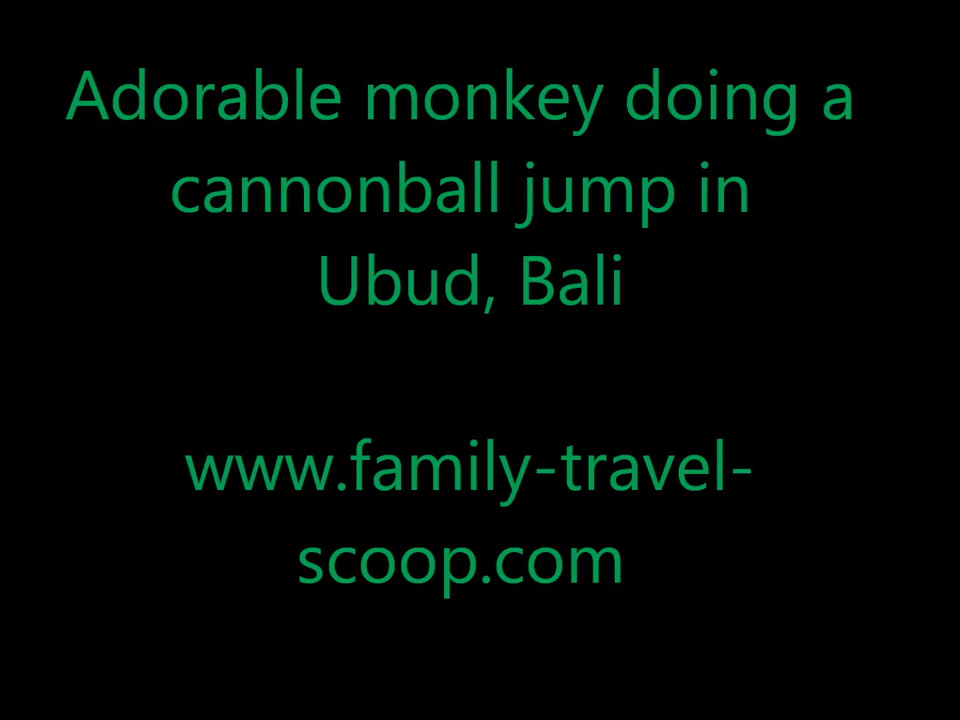 Adorable monkey doing a
cannonball jump in
Ubud, Bali
www.family-travel-
scoop.com